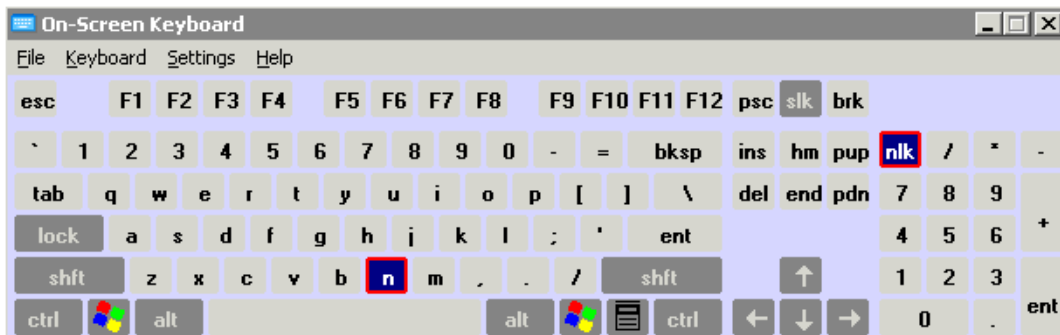 On-Screen Keyboard
File Keyboard Settings Help
esc F1 F2 F3 F4 F5 F6 F7 F8 F9 F10 F11 F12 psc slk brk
` 1 2 3 4 5 6 7 8 9 0 - = bksp ins hm pup nlk / * -
tab q w e r t y u i o p [ ] \ del end pdn 7 8 9 +
lock a s d f g h j k l ; ' ent 4 5 6
shft z x c v b n m , . / shft ↑ 1 2 3 ent
ctrl alt alt ctrl ← ↓ → 0 .